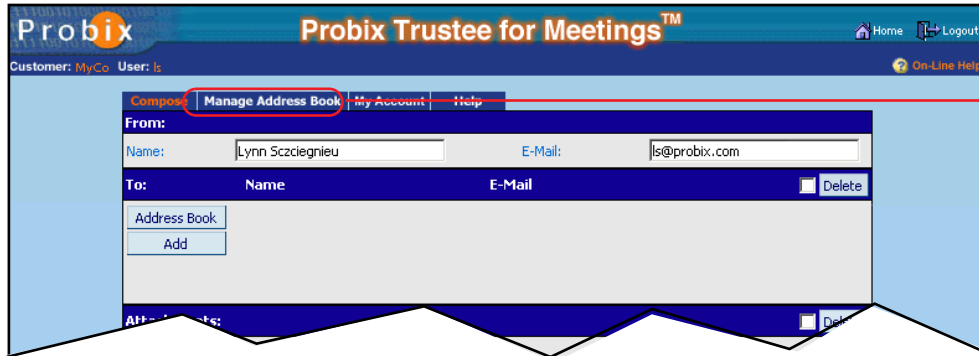 Probix
Probix Trustee for Meetings™
Home Logout
Customer: MyCo User: ls
On-Line Help
Compose Manage Address Book My Account Help
From:
Name: Lynn Sczciegnieu E-Mail: ls@probix.com
To: Name E-Mail Delete
Address Book
Add
Attachments: